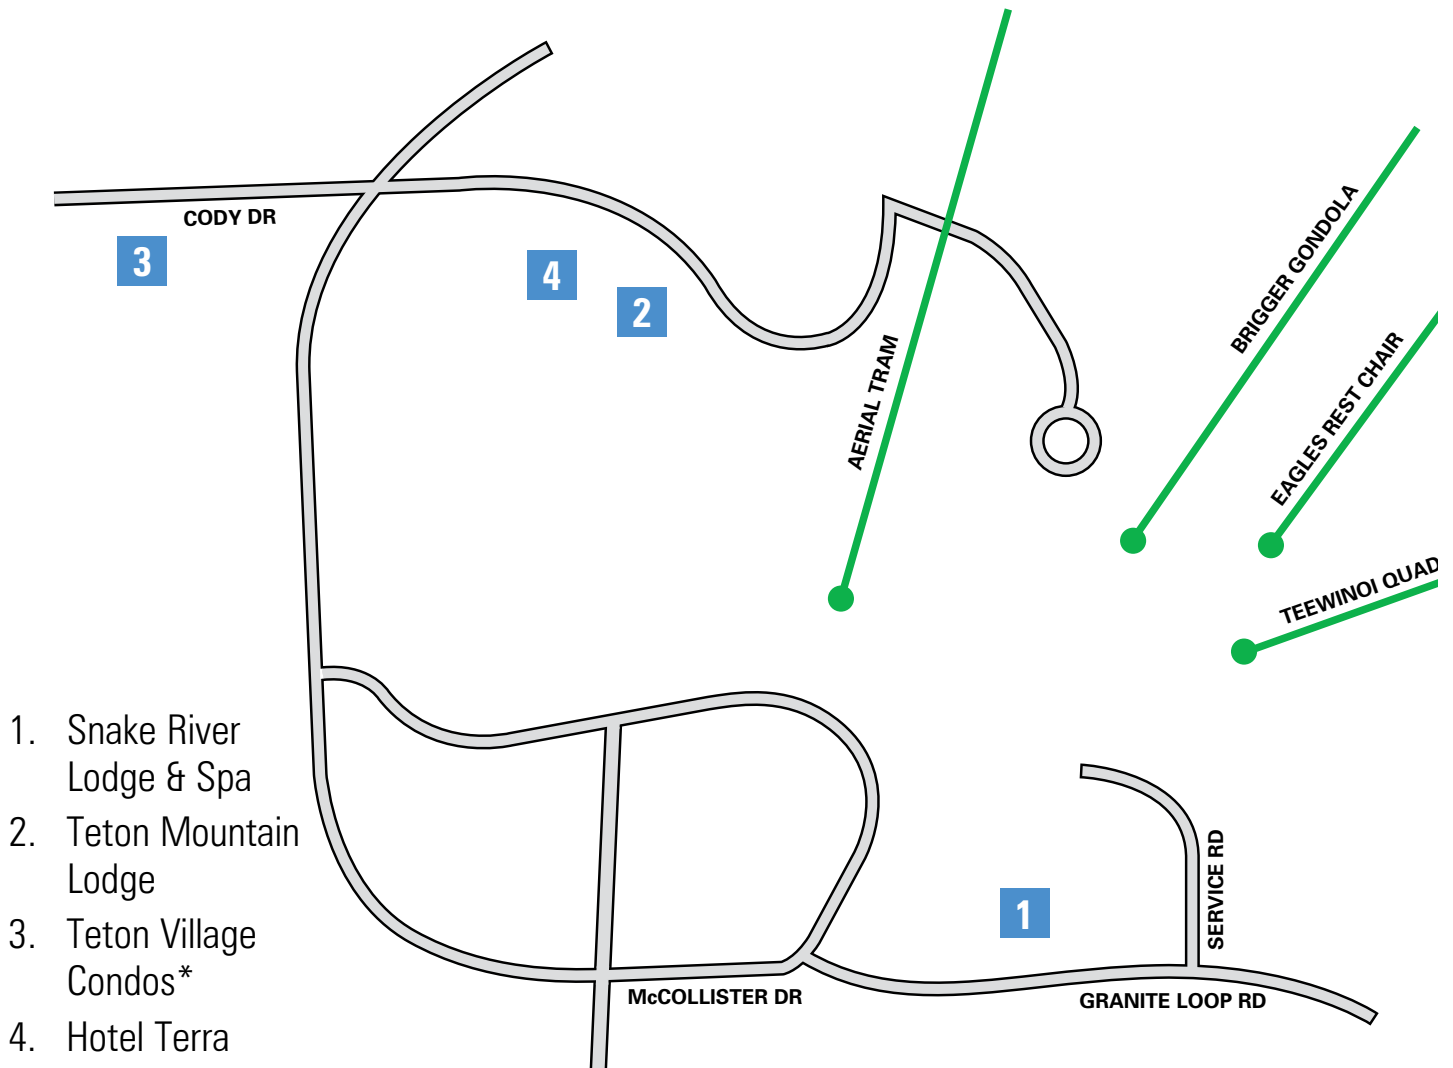 CODY DR
3
4
2
AERIAL TRAM
BRIGGER GONDOLA
EAGLES REST CHAIR
TEEWINOI QUAD
1. Snake River
Lodge & Spa
2. Teton Mountain
Lodge
3. Teton Village
Condos*
4. Hotel Terra
1
SERVICE RD
McCOLLISTER DR
GRANITE LOOP RD